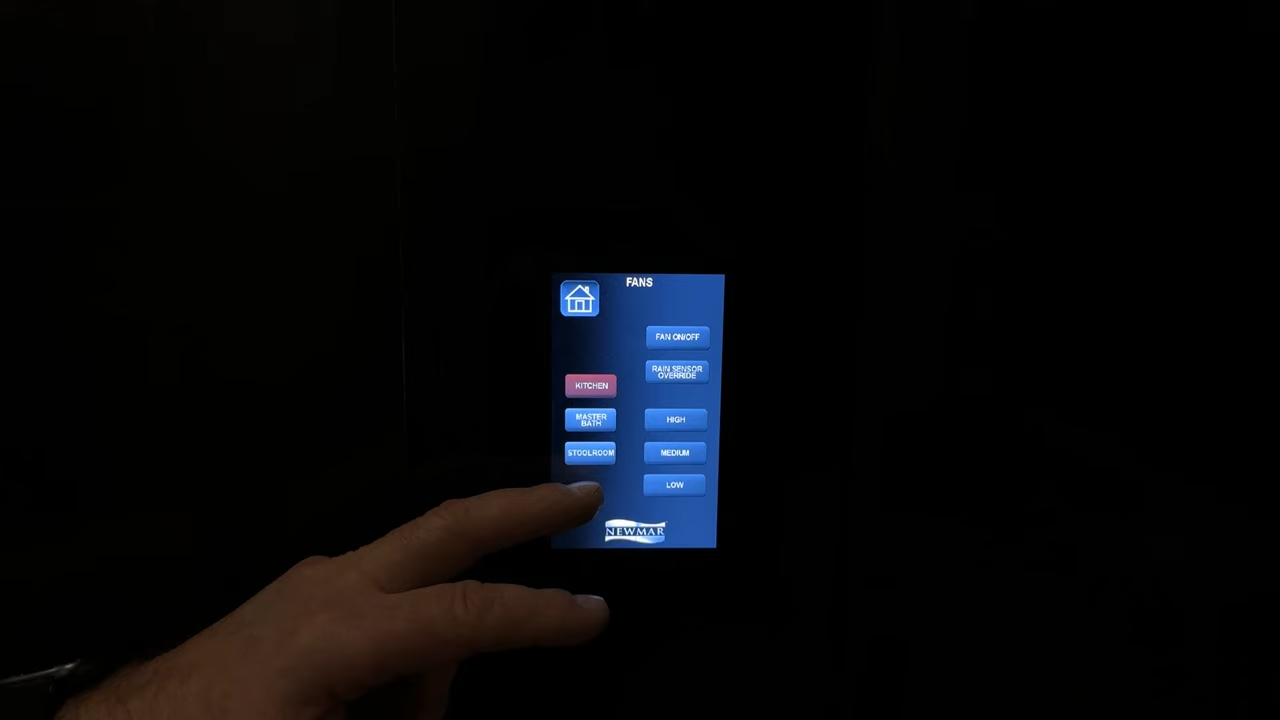 FANS
FAN ON/OFF
RAIN SENSOR
OVERRIDE
KITCHEN
MASTER
BATH
HIGH
STOOLROOM
MEDIUM
LOW
NEWMAR